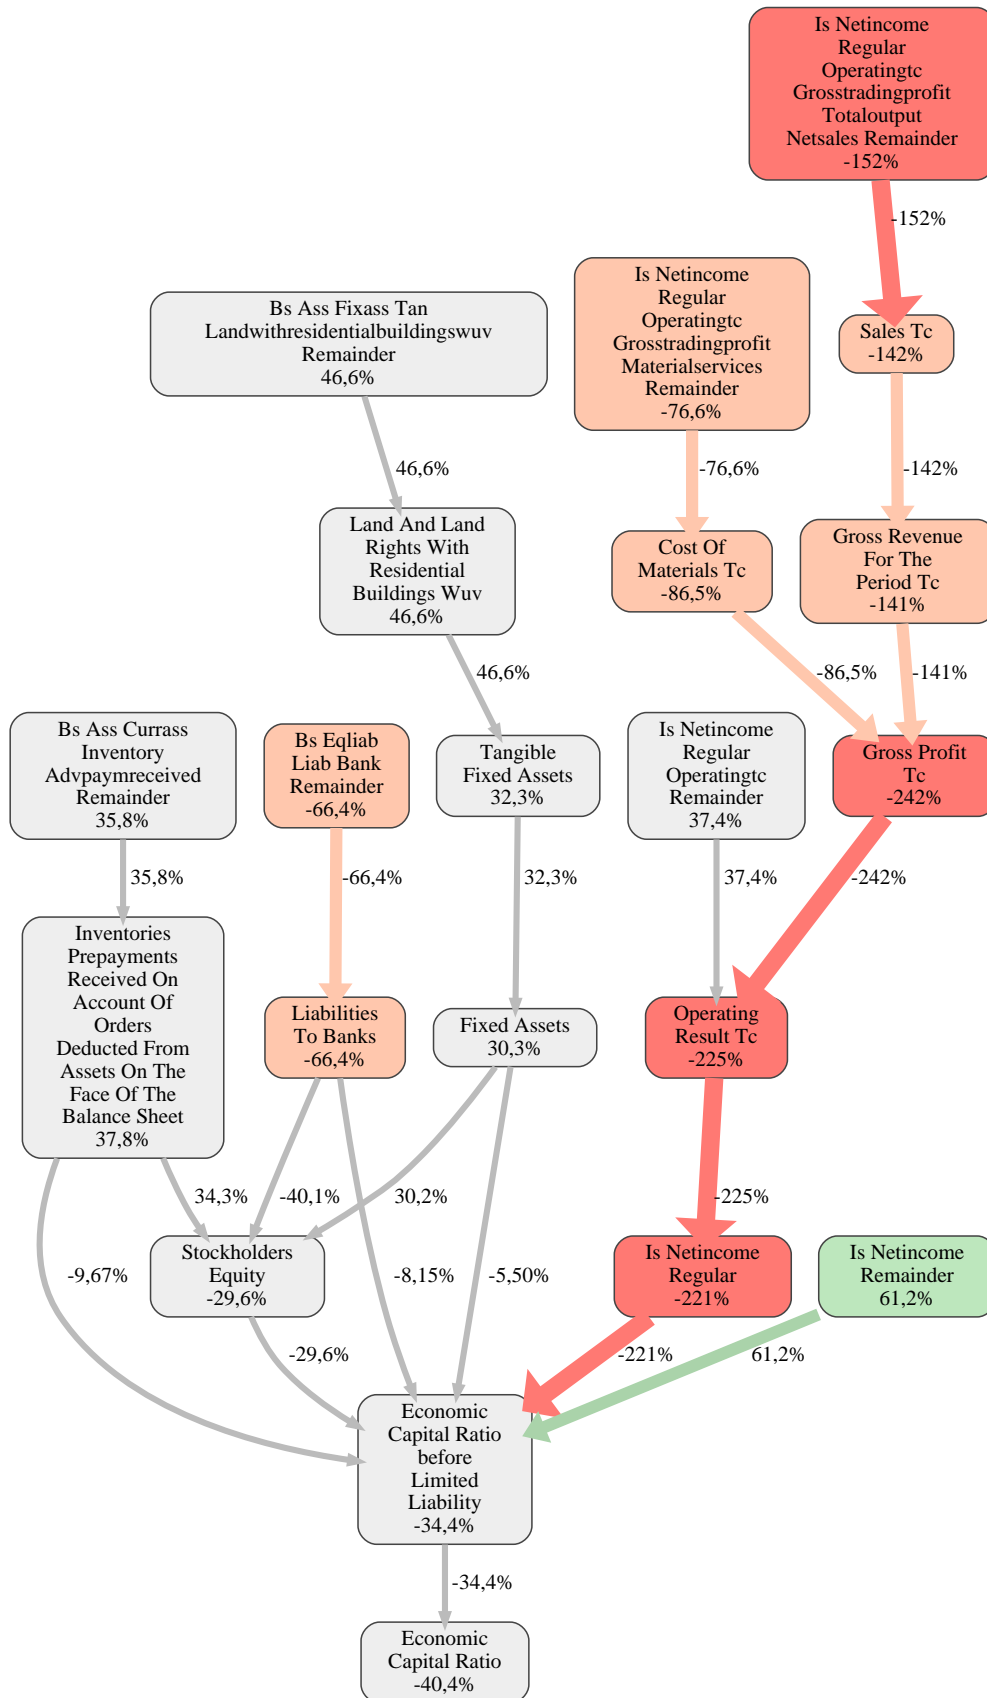 Is Netincome
Regular
Operatingtc
Grosstradingprofit
Totaloutput
Netsales Remainder
-152%
-152%
Bs Ass Fixass Tan
Landwithresidentialbuildingswuv
Remainder
46,6%
Is Netincome
Regular
Operatingtc
Grosstradingprofit
Materialservices
Remainder
-76,6%
Sales Tc
-142%
46,6%
-76,6%
-142%
Land And Land
Rights With
Residential
Buildings Wuv
46,6%
Cost Of
Materials Tc
-86,5%
Gross Revenue
For The
Period Tc
-141%
46,6%
-86,5%
-141%
Bs Ass Currass
Inventory
Advpaymreceived
Remainder
35,8%
Bs Eqliab
Liab Bank
Remainder
-66,4%
Tangible
Fixed Assets
32,3%
Is Netincome
Regular
Operatingtc
Remainder
37,4%
Gross Profit
Tc
-242%
35,8%
-66,4%
32,3%
37,4%
-242%
Inventories
Prepayments
Received On
Account Of
Orders
Deducted From
Assets On The
Face Of The
Balance Sheet
37,8%
Liabilities
To Banks
-66,4%
Fixed Assets
30,3%
Operating
Result Tc
-225%
34,3%
-40,1%
30,2%
-225%
Stockholders
Equity
-29,6%
Is Netincome
Regular
-221%
Is Netincome
Remainder
61,2%
-9,67%
-8,15%
-5,50%
-29,6%
-221%
61,2%
Economic
Capital Ratio
before
Limited
Liability
-34,4%
-34,4%
Economic
Capital Ratio
-40,4%